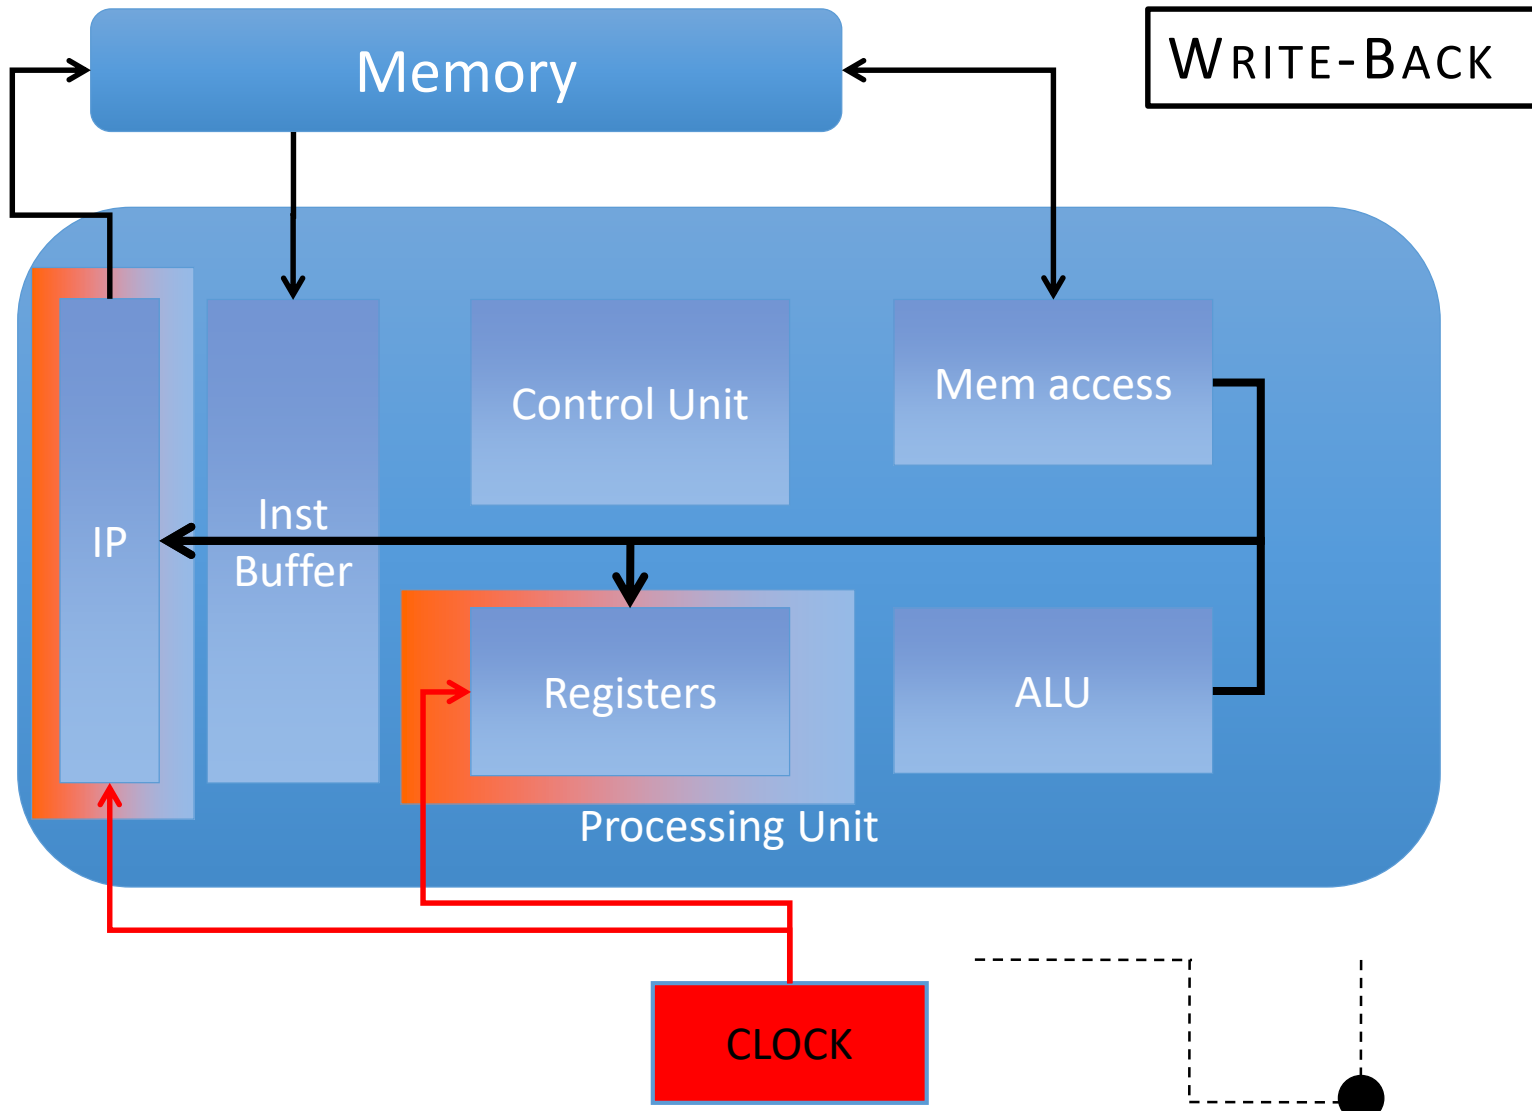 Memory
WRITE-BACK
Control Unit
Mem access
IP
Inst
Buffer
Registers
ALU
Processing Unit
CLOCK